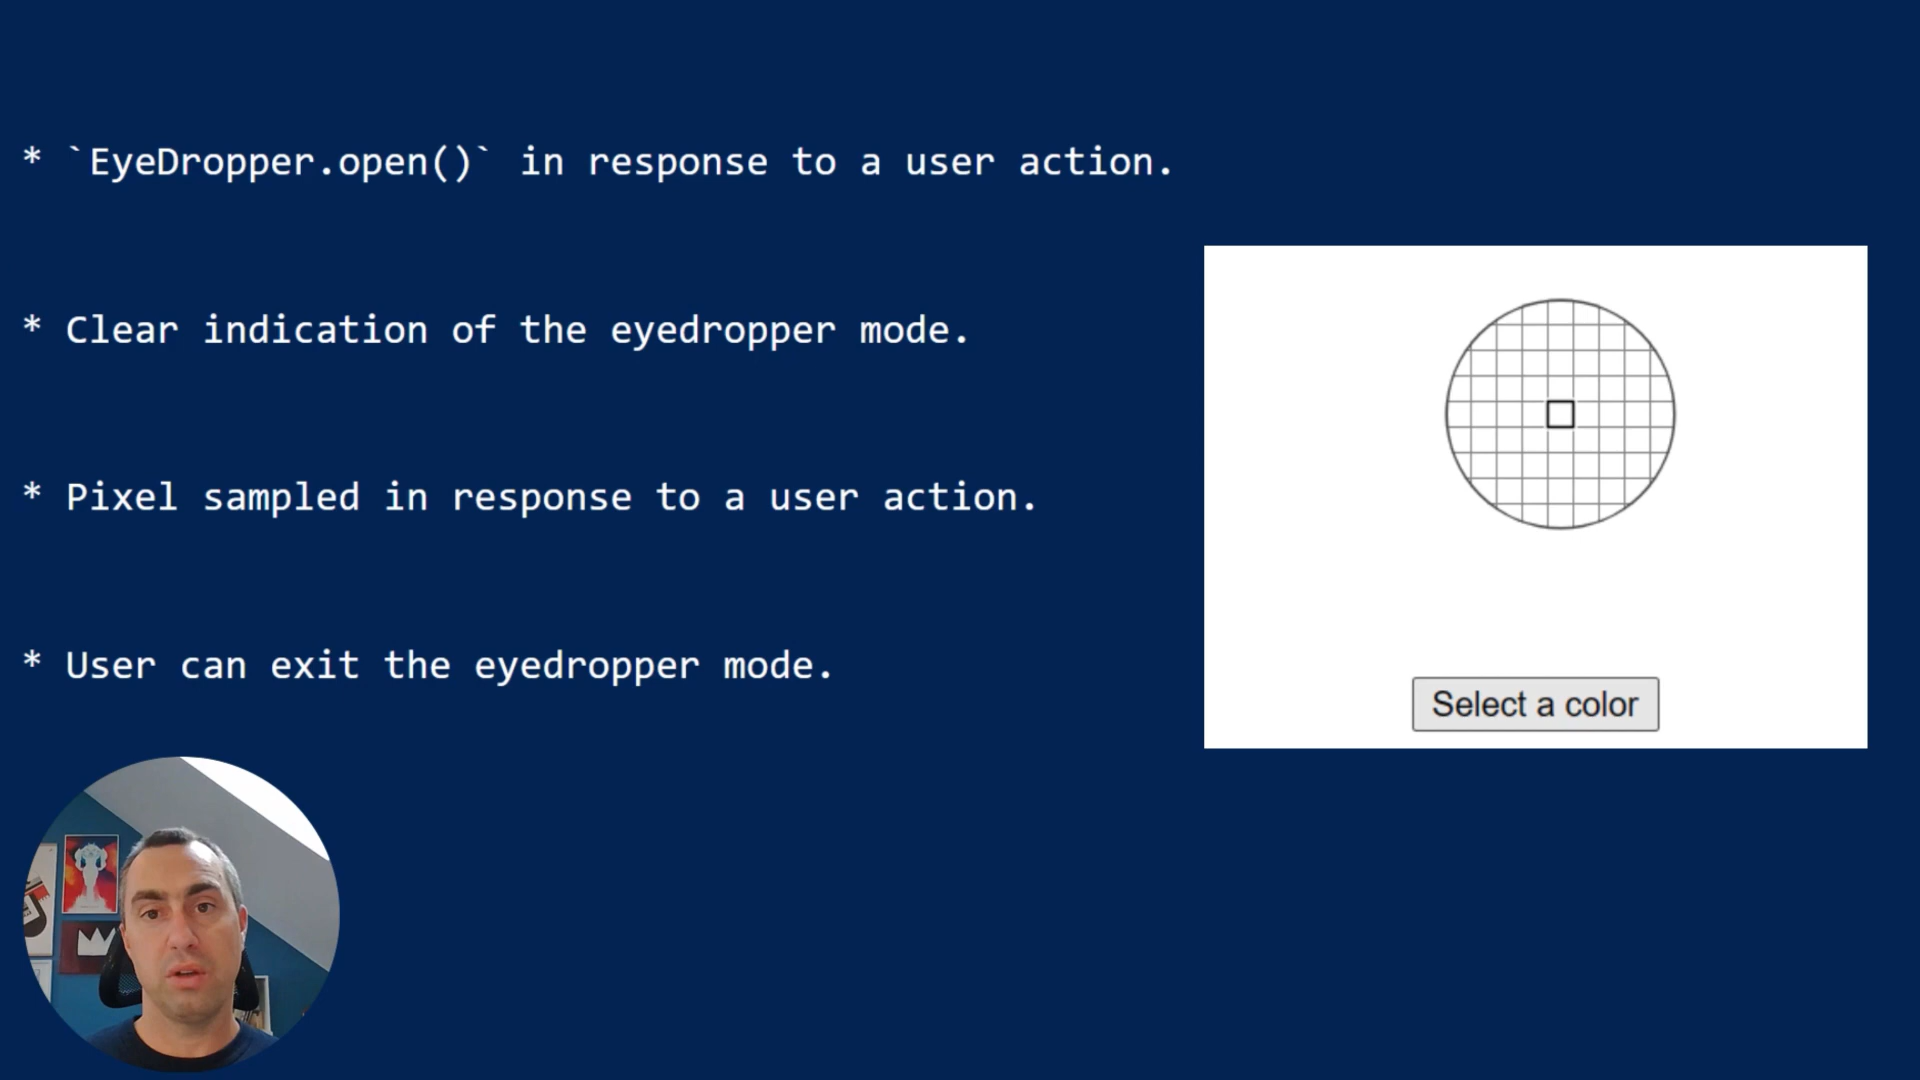 * `EyeDropper.open()` in response to a user action.
* Clear indication of the eyedropper mode.
* Pixel sampled in response to a user action.
* User can exit the eyedropper mode.
Select a color